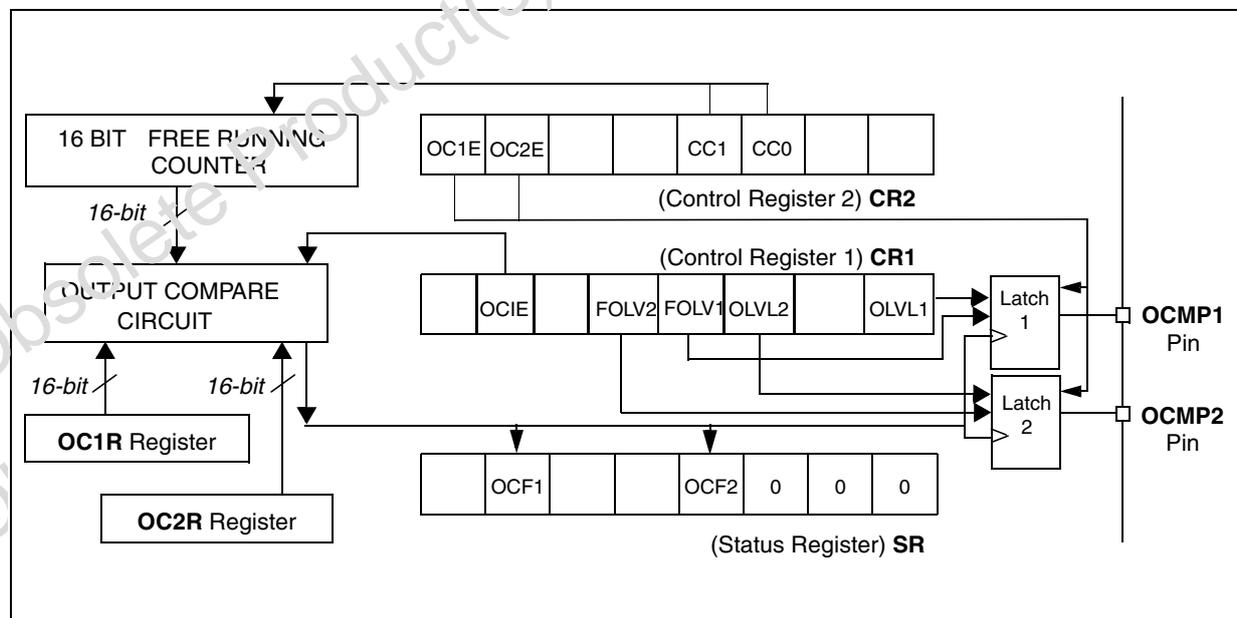 Obsolete Product(s)
16 BIT FREE RUNNING
COUNTER
OC1E OC2E CC1 CC0
(Control Register 2) CR2
16-bit
(Control Register 1) CR1
OUTPUT COMPARE
CIRCUIT
OCIE FOLV2 FOLV1 OLVL2 OLVL1
Latch
1
OCMP1
Pin
16-bit
16-bit
Latch
2
OCMP2
Pin
OC1R Register
OCF1 OCF2 0 0 0
OC2R Register
(Status Register) SR